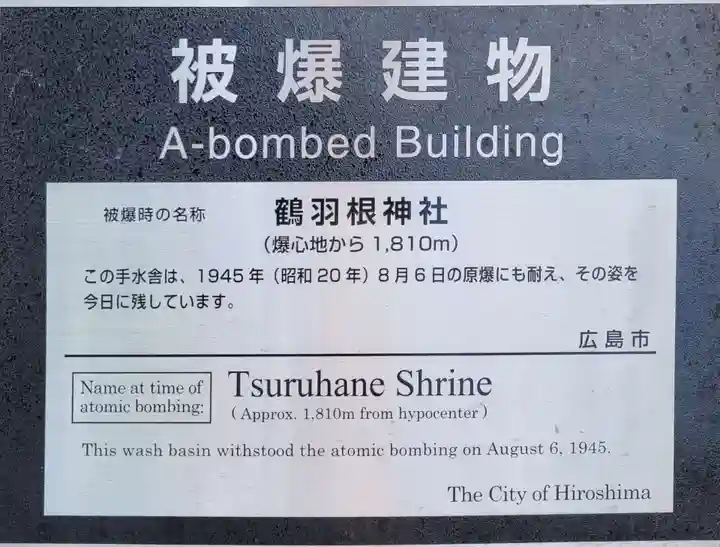 被爆建物
A-bombed Building
被爆時の名称 鶴羽根神社
（爆心地から1,810m）
この手水舎は、1945年（昭和20年）8月6日の原爆にも耐え、その姿を
今日に残しています。
広島市
Name at time of
atomic bombing:
Tsuruhane Shrine
(Approx. 1,810m from hypocenter)
This wash basin withstood the atomic bombing on August 6, 1945.
The City of Hiroshima